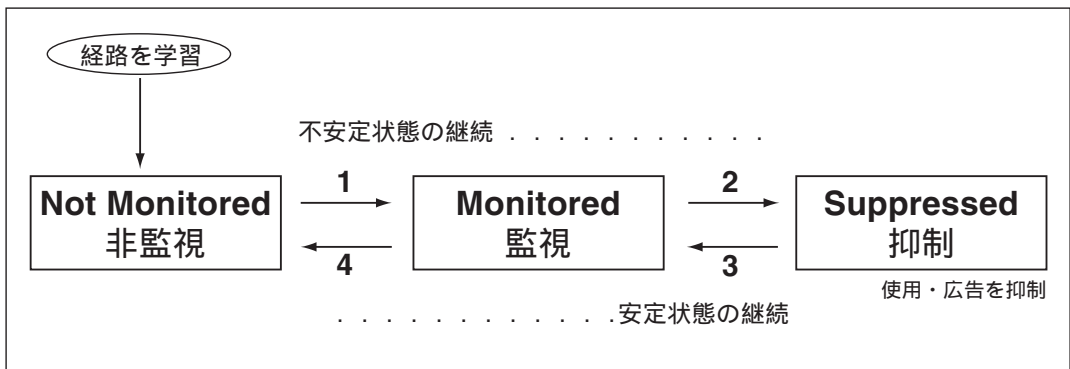 経路を学習
不安定状態の継続 . . . . . . . . . . .
1
2
Not Monitored
非監視
Monitored
監視
Suppressed
抑制
4
3
使用・広告を抑制
. . . . . . . . . . . .安定状態の継続